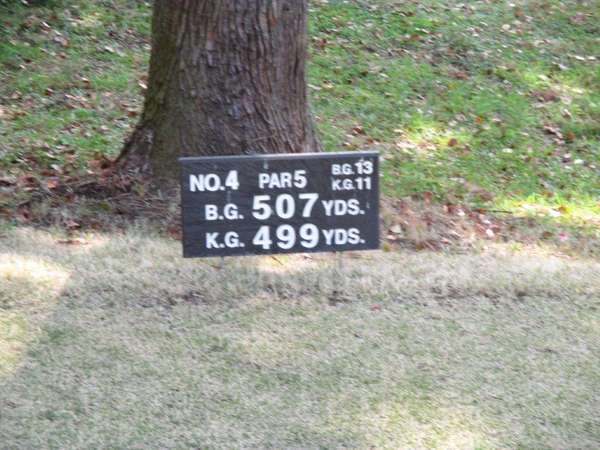 NO.4 PAR5 B.G.13
K.G.11
B.G. 507 YDS.
K.G. 499 YDS.